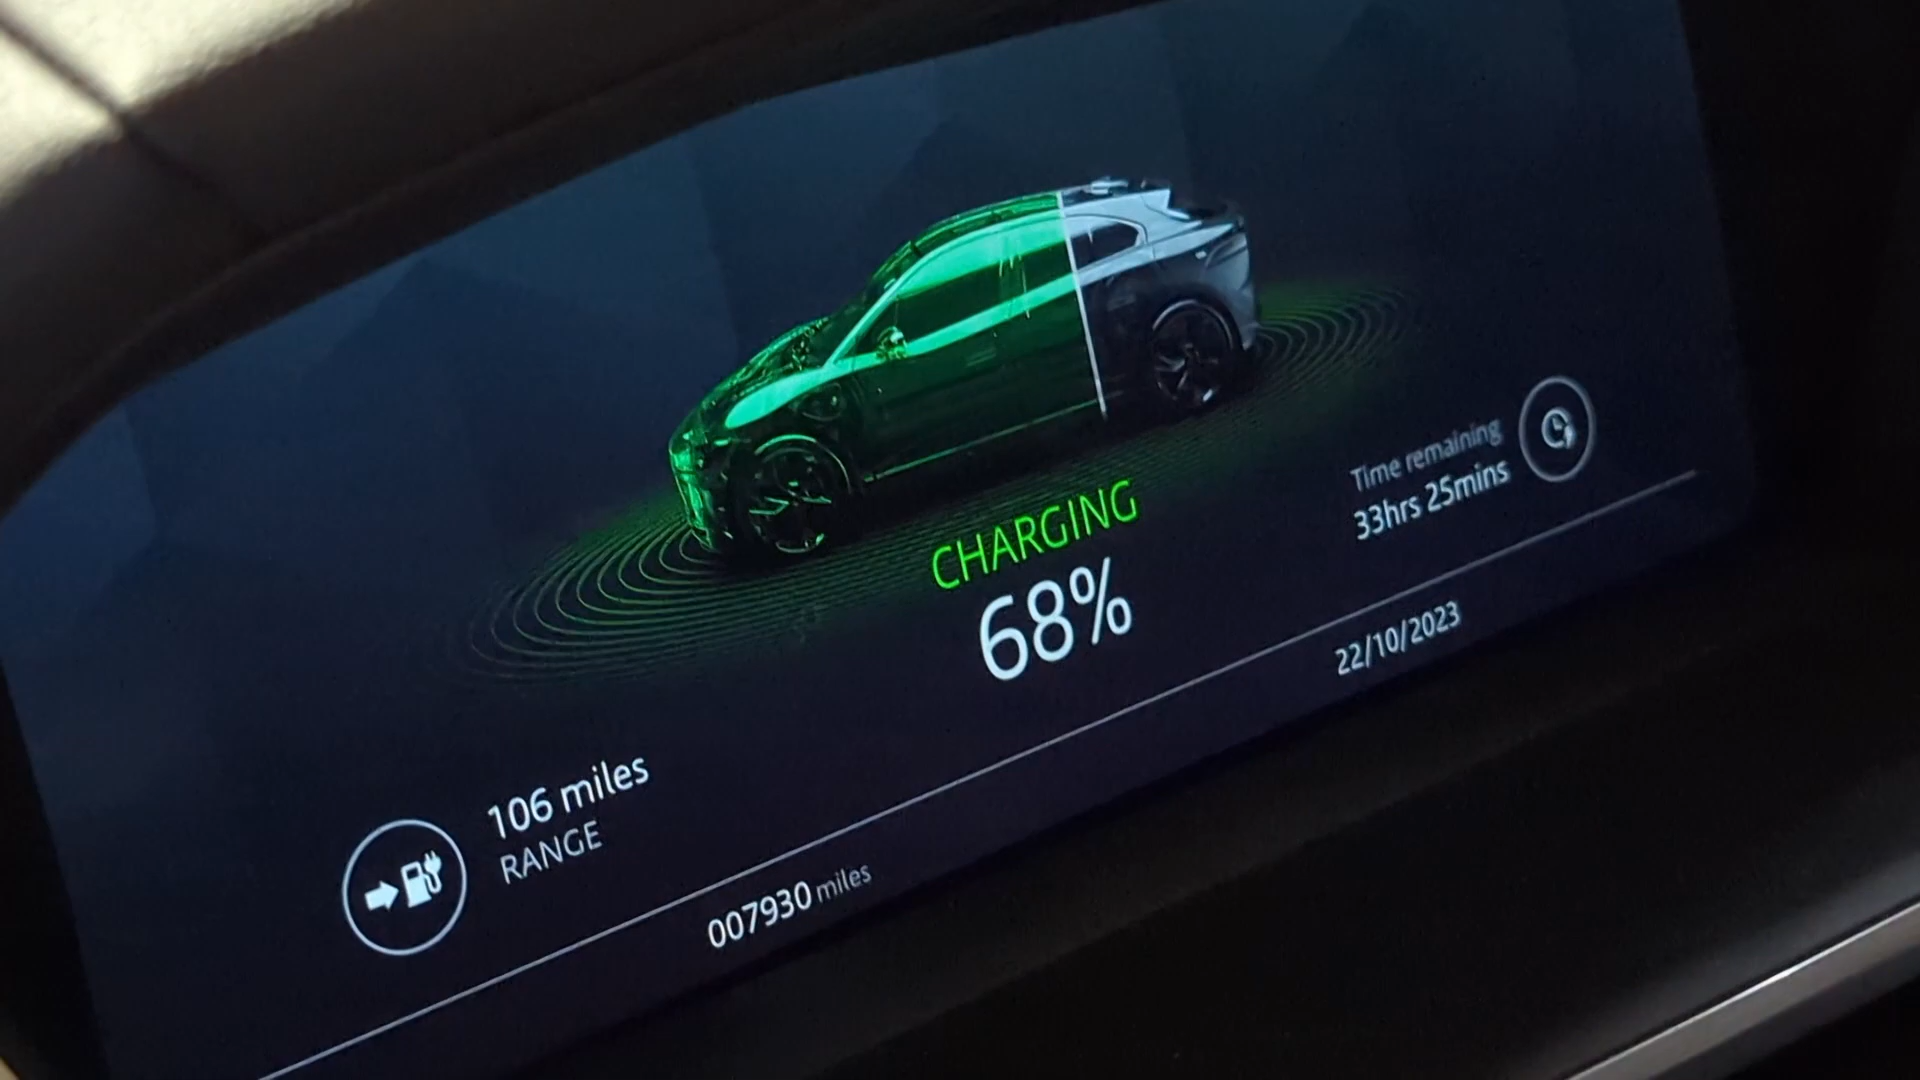 CHARGING
68%
Time remaining
33hrs 25mins
106 miles
RANGE
007930 miles
22/10/2023